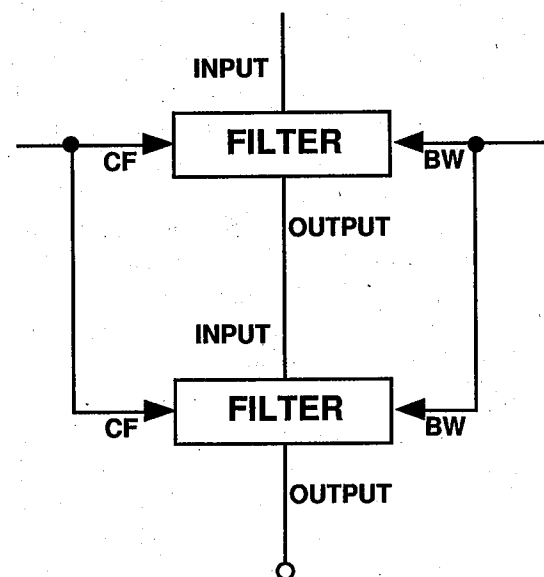 INPUT
FILTER
CF
BW
OUTPUT
INPUT
FILTER
CF
BW
OUTPUT